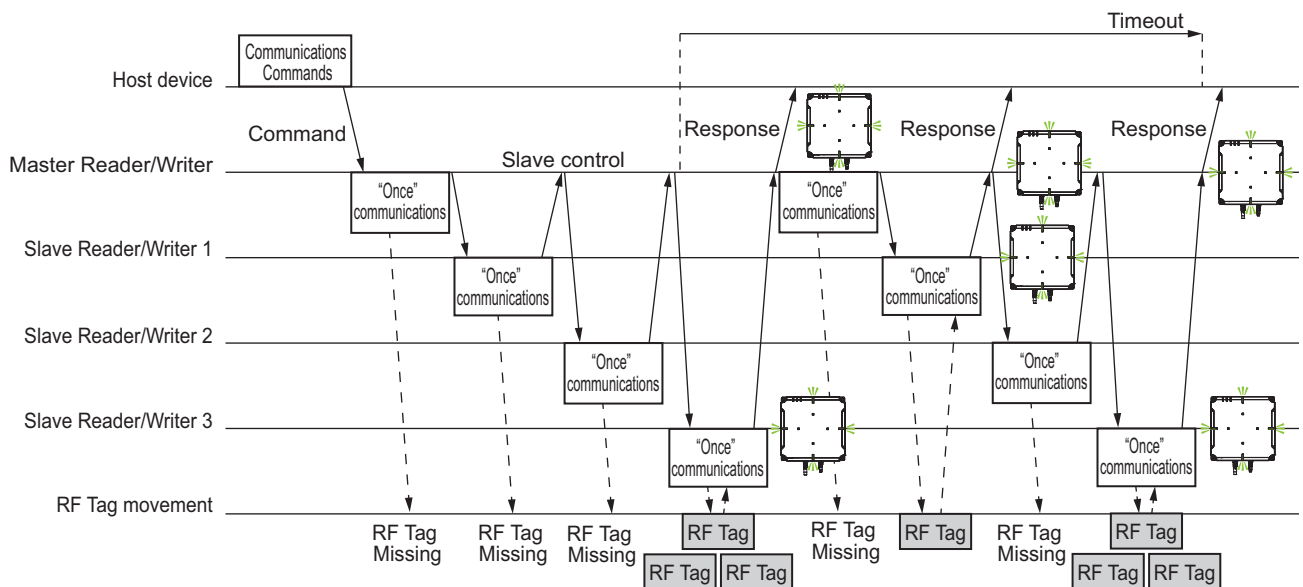 Timeout
Communications
Commands
Host device
Command
Response
Response
Response
Master Reader/Writer
Slave control
“Once”
communications
“Once”
communications
Slave Reader/Writer 1
“Once”
communications
“Once”
communications
Slave Reader/Writer 2
“Once”
communications
“Once”
communications
Slave Reader/Writer 3
“Once”
communications
“Once”
communications
RF Tag movement
RF Tag
Missing
RF Tag
Missing
RF Tag
Missing
RF Tag
RF Tag
RF Tag
RF Tag
Missing
RF Tag
RF Tag
Missing
RF Tag
RF Tag
RF Tag